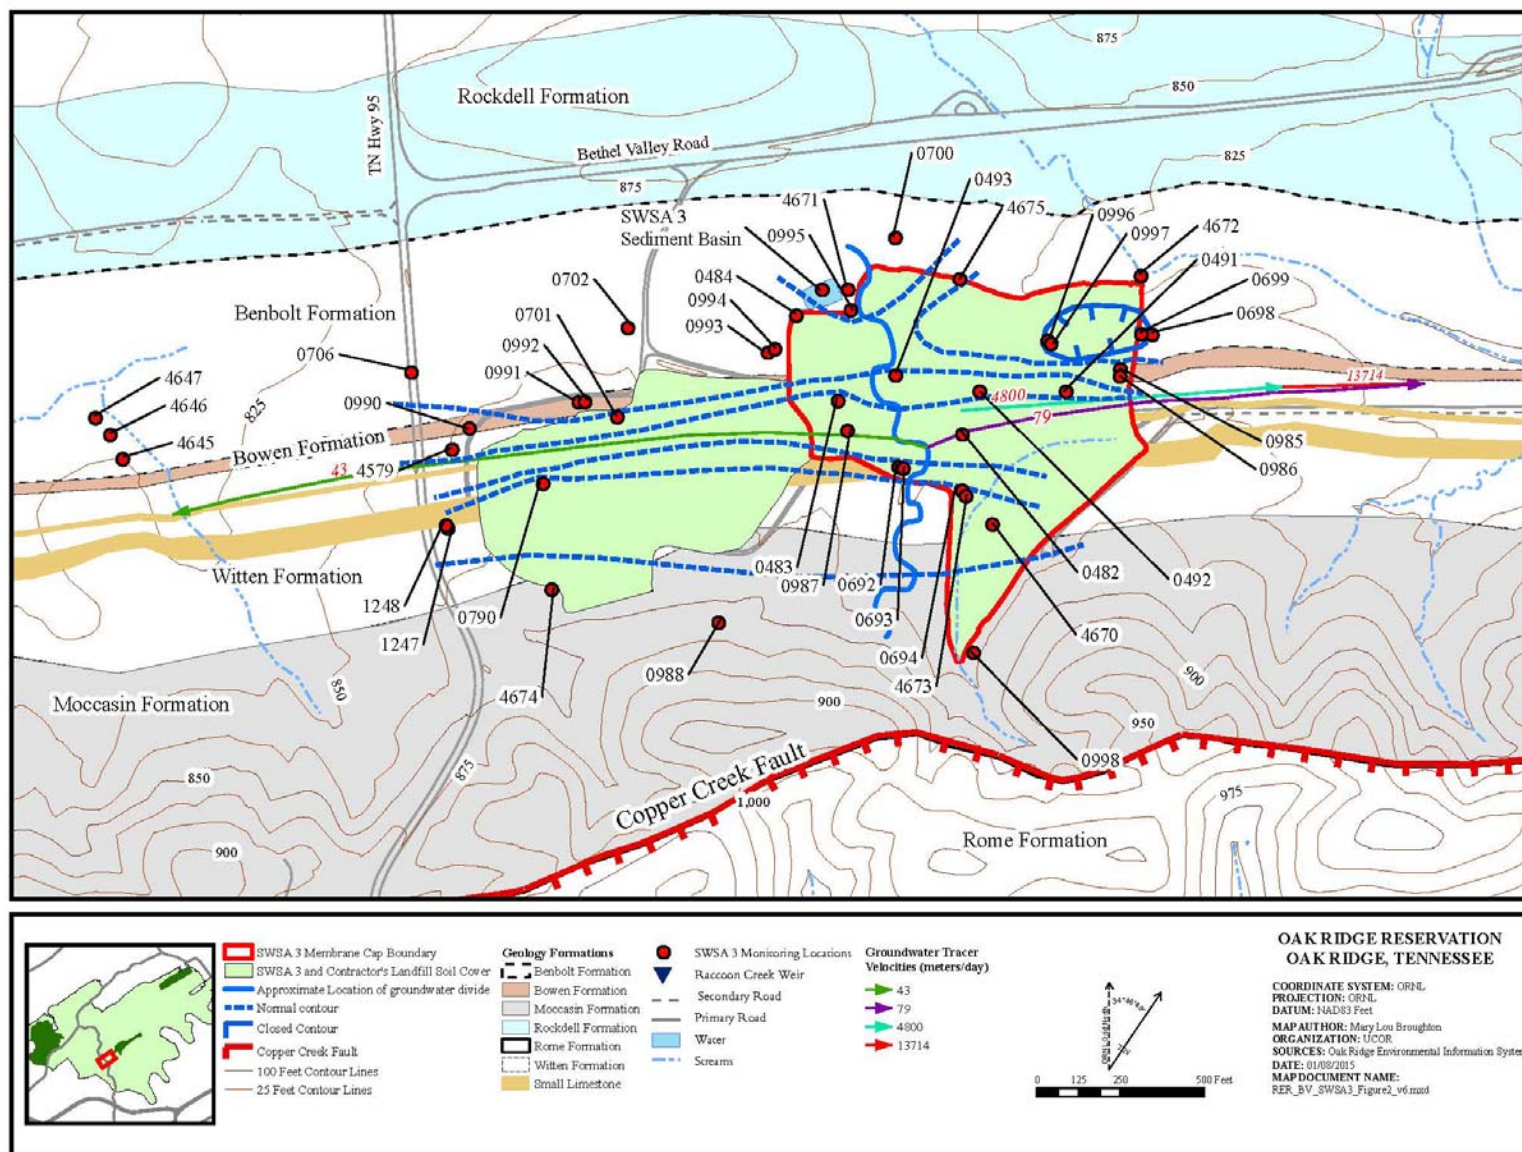 875
Rockdell Formation
850
TN Hwy 95
Bethel Valley Road
0700
825
875
0493
4671
4675
SWSA 3
Sediment Basin
0996
0997
4672
0995
0491
0484
0699
0702
0994
0698
Benbolt Formation
0701
0993
0706
0992
13714
4647
0991
4800
4646
825
0990
79
4645
Bowen Formation
0985
43
4579
0986
0483
0482
0492
Witten Formation
0987
0692
1248
0790
0693
4670
1247
0694
0988
4673
900
850
4674
Moccasin Formation
900
950
875
0998
850
Copper Creek Fault
975
1,000
900
Rome Formation
SWSA 3 Membrane Cap Boundary
SWSA 3 and Contractor's Landfill Soil Cover
Approximate Location of groundwater divide
Normal contour
Closed Contour
Copper Creek Fault
100 Feet Contour Lines
25 Feet Contour Lines
Geology Formations
Benbolt Formation
Bowen Formation
Moccasin Formation
Rockdell Formation
Rome Formation
Witten Formation
Small Limestone
SWSA 3 Monitoring Locations
Raccoon Creek Weir
Secondary Road
Primary Road
Water
Streams
Groundwater Tracer
Velocities (meters/day)
43
79
4800
13714
0 125 250 500 Feet
OAK RIDGE RESERVATION
OAK RIDGE, TENNESSEE
COORDINATE SYSTEM: ORNL
PROJECTION: ORNL
DATUM: NAD83 Feet
MAP AUTHOR: Mary Lou Broughton
ORGANIZATION: UCOR
SOURCES: Oak Ridge Environmental Information System
DATE: 01/08/2015
MAP DOCUMENT NAME:
RER_BV_SWSA3_Figure2_v6.mxd